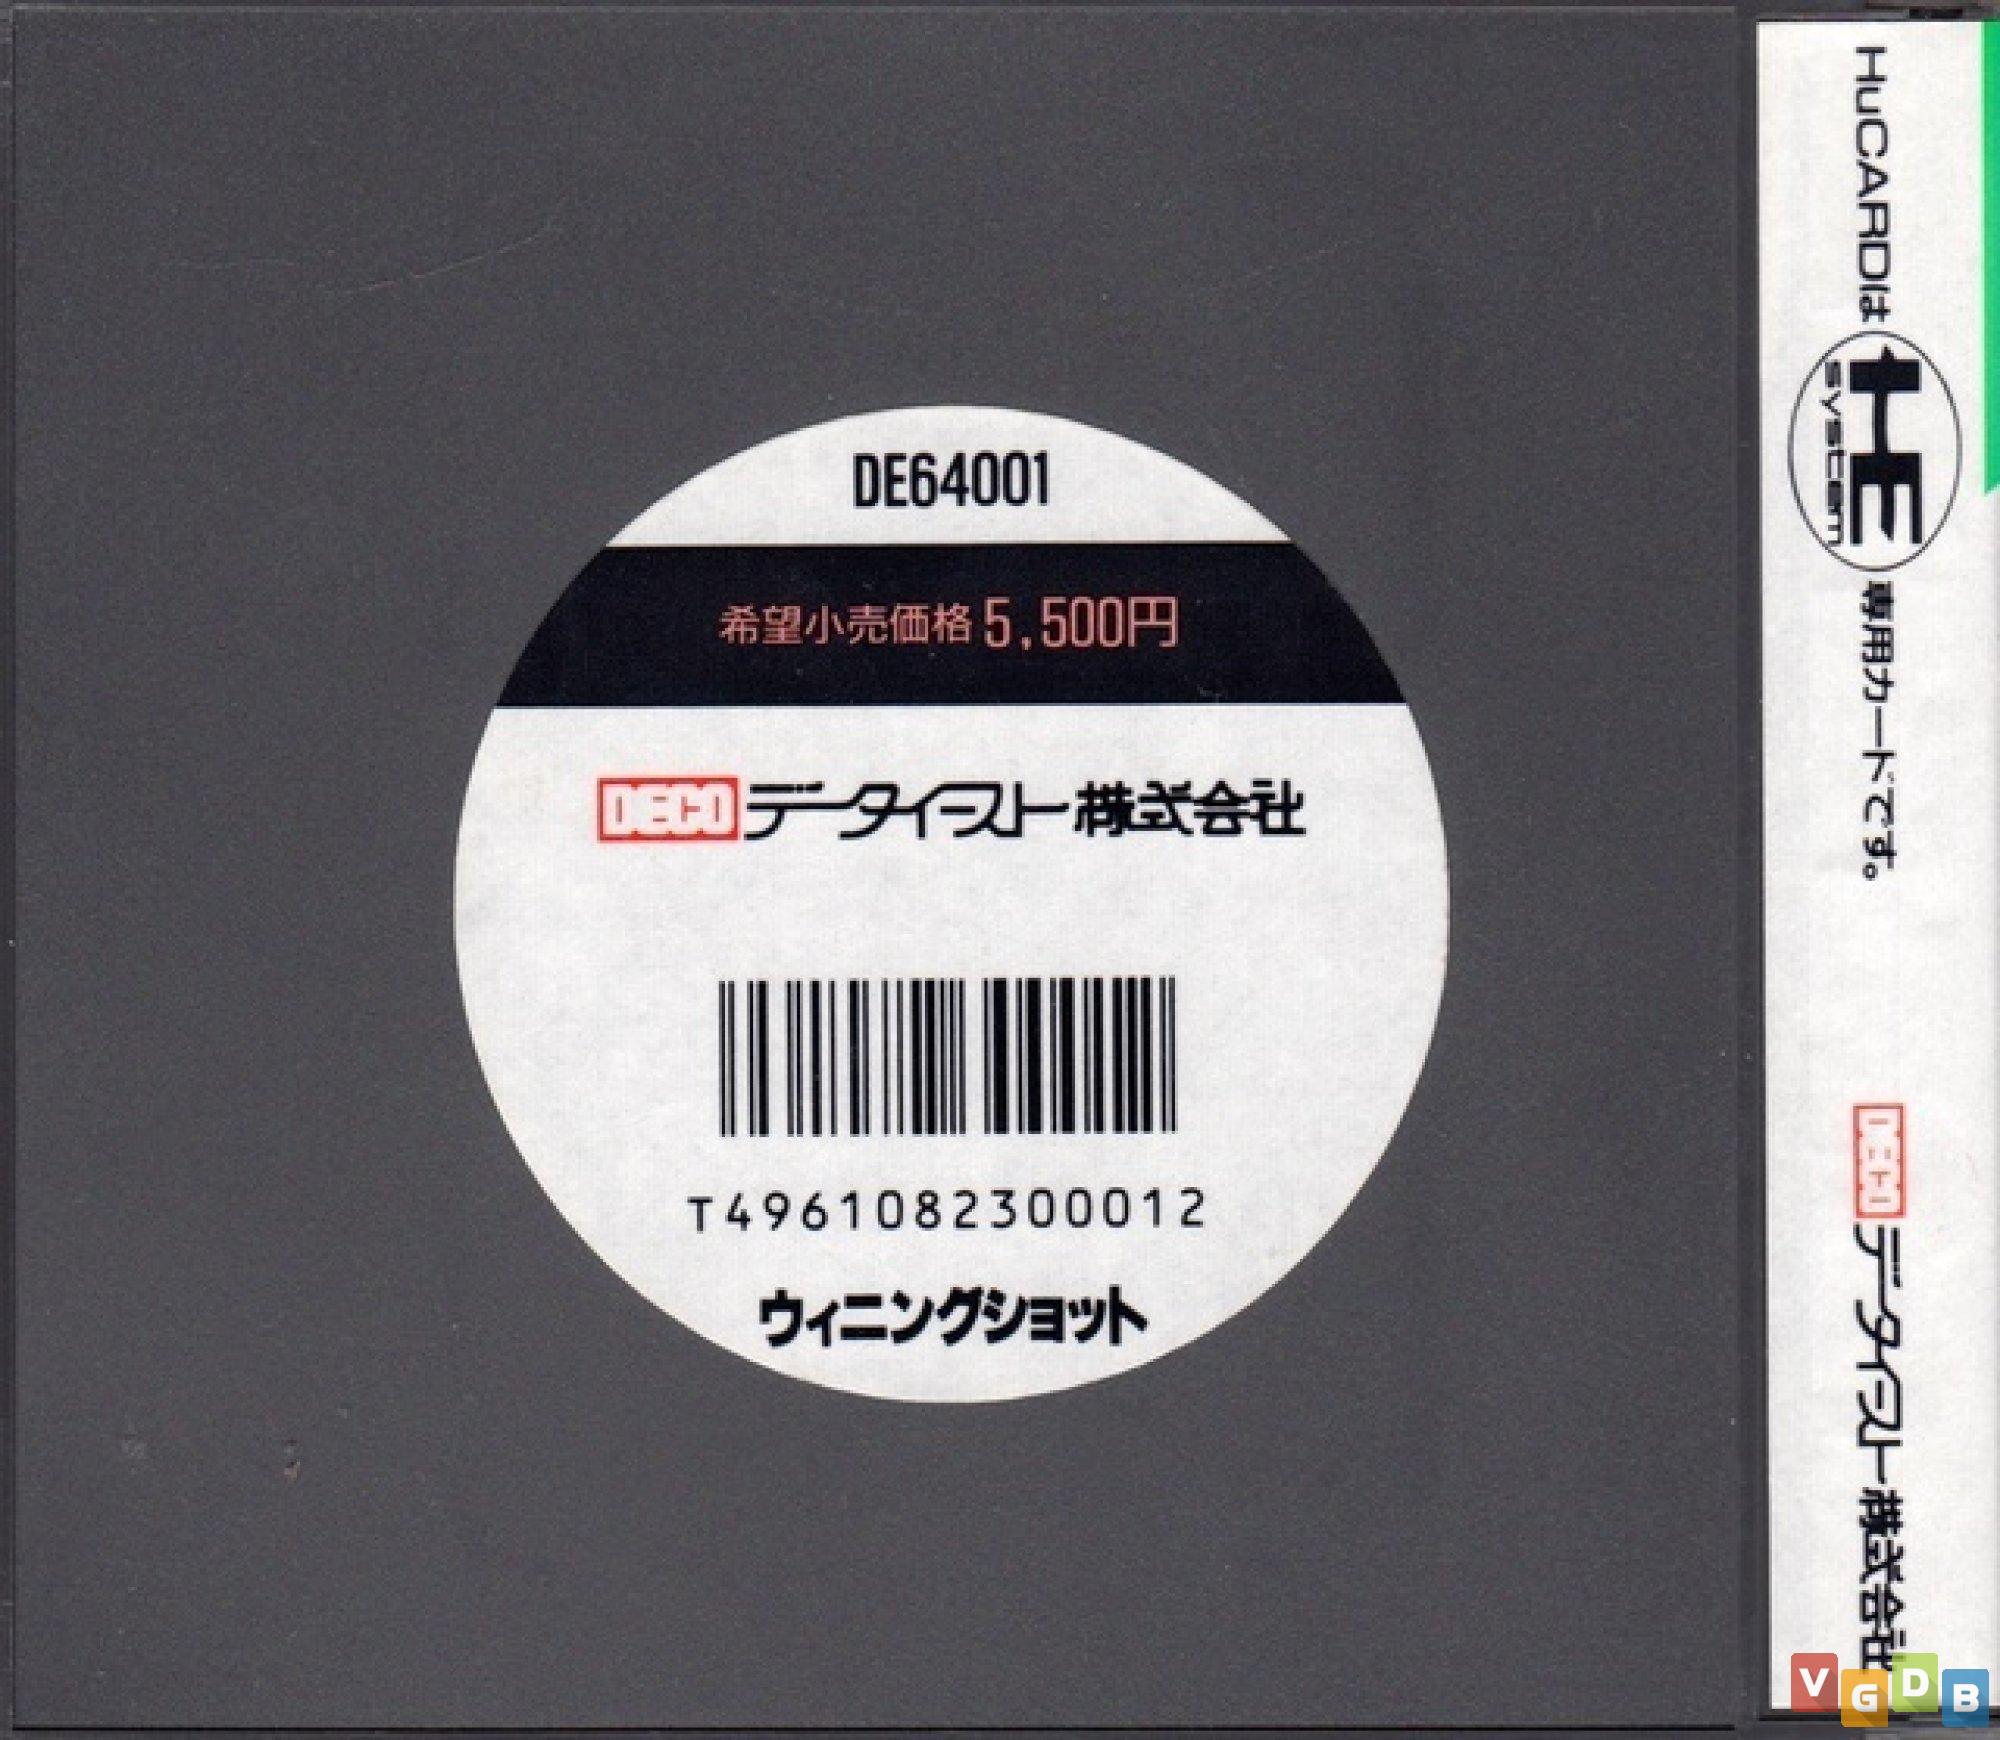 DE64001
希望小売価格 5,500円
DECO データイースト株式会社
T4961082300012
ウィニングショット
HuCARDは HE system 専用カードです。
DECO データイースト株式会社
VGDB